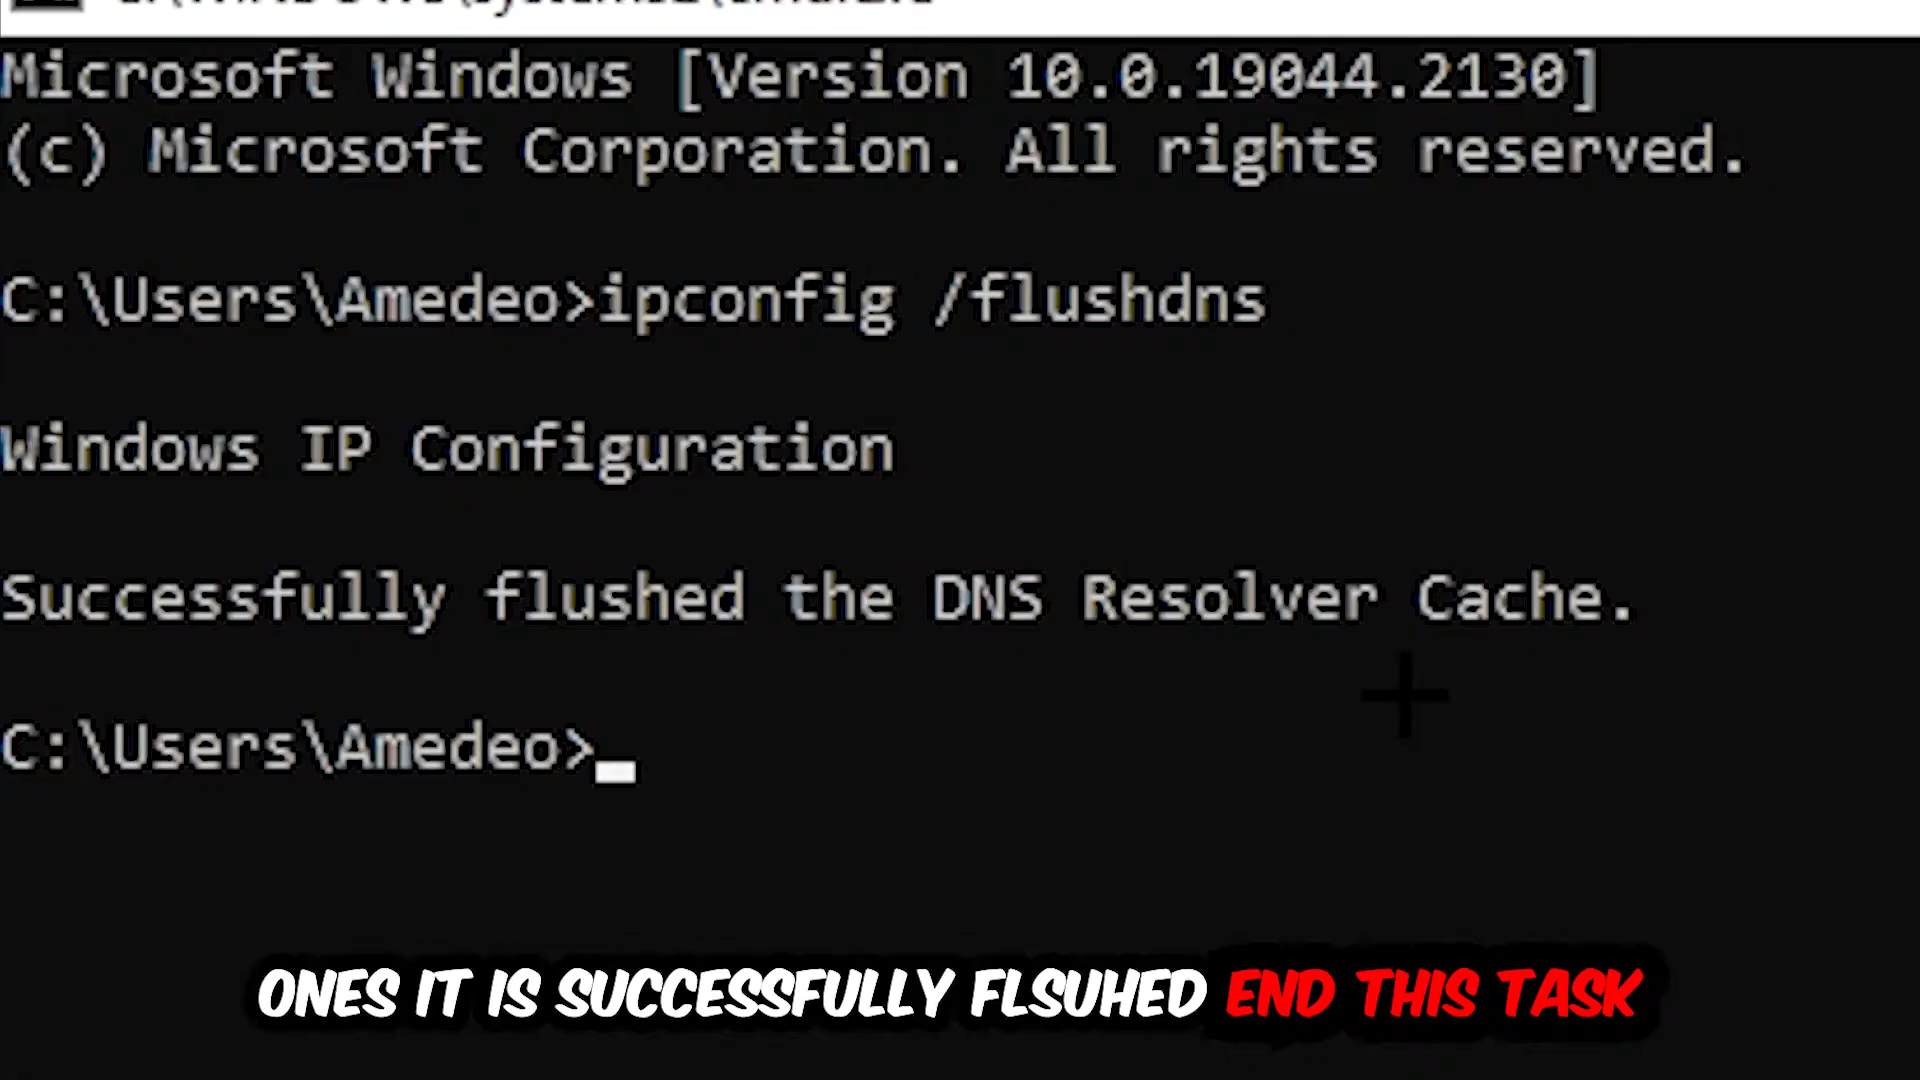 Microsoft Windows [Version 10.0.19044.2130]
(c) Microsoft Corporation. All rights reserved.
C:\Users\Amedeo>ipconfig /flushdns
Windows IP Configuration
Successfully flushed the DNS Resolver Cache.
C:\Users\Amedeo>
ONES IT IS SUCCESSFULLY FLSUHED END THIS TASK